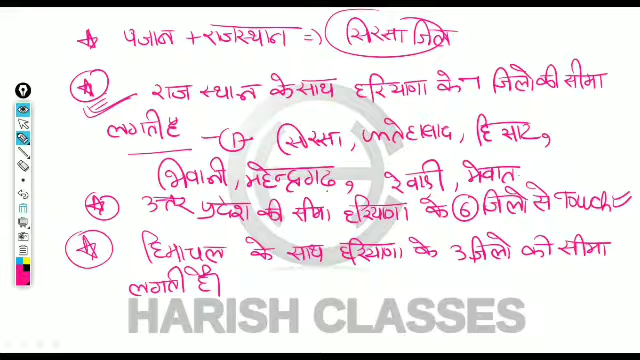 ☆ पंजाब + राजस्थान => सिरसा जिले
☆ राजस्थान के साथ हरियाणा के 7 जिलों की सीमा
लगती है → सिरसा, फतेहाबाद, हिसार,
भिवानी, महेन्द्रगढ़, रेवाड़ी, मेवात
☆ उत्तर प्रदेश की सीमा हरियाणा के 6 जिलों से Touch
☆ हिमाचल के साथ हरियाणा के 3 जिलों की सीमा
लगती है।
HARISH CLASSES